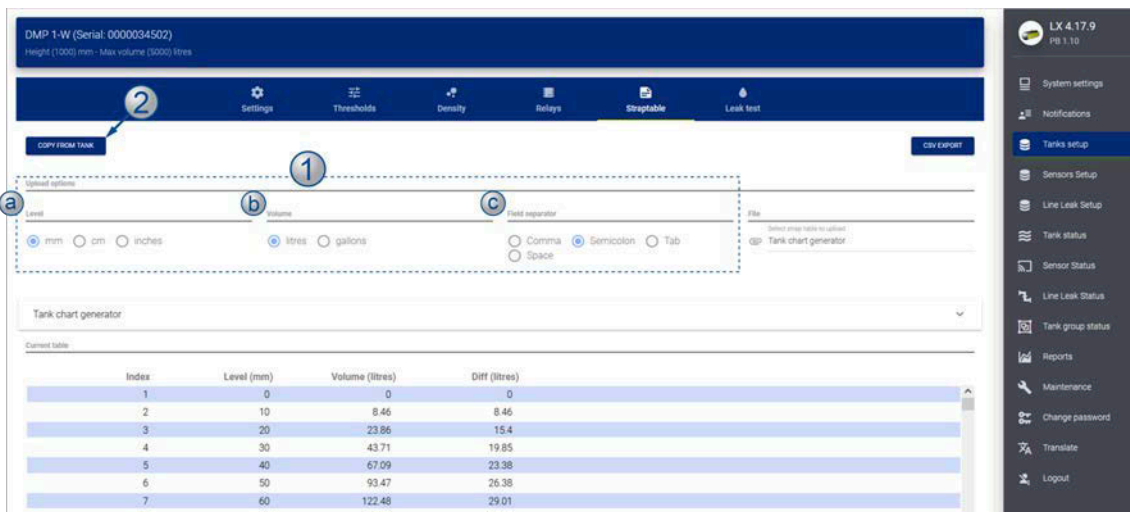 DMP 1-W (Serial: 0000034502)
Height (1000) mm - Max volume (5000) litres
LX 4.17.9
PB 1.10
Settings
Thresholds
Density
Relays
Straptable
Leak test
2
COPY FROM TANK
CSV EXPORT
1
Upload options
a
Level
b
Volume
c
Field separator
File
mm cm inches
litres gallons
Comma Semicolon Tab
Space
Select strap table to upload
Tank chart generator
Tank chart generator
Current table
Index Level (mm) Volume (litres) Diff (litres)
1 0 0 0
2 10 8.46 8.46
3 20 23.86 15.4
4 30 43.71 19.85
5 40 67.09 23.38
6 50 93.47 26.38
7 60 122.48 29.01
System settings
Notifications
Tanks setup
Sensors Setup
Line Leak Setup
Tank status
Sensor Status
Line Leak Status
Tank group status
Reports
Maintenance
Change password
Translate
Logout